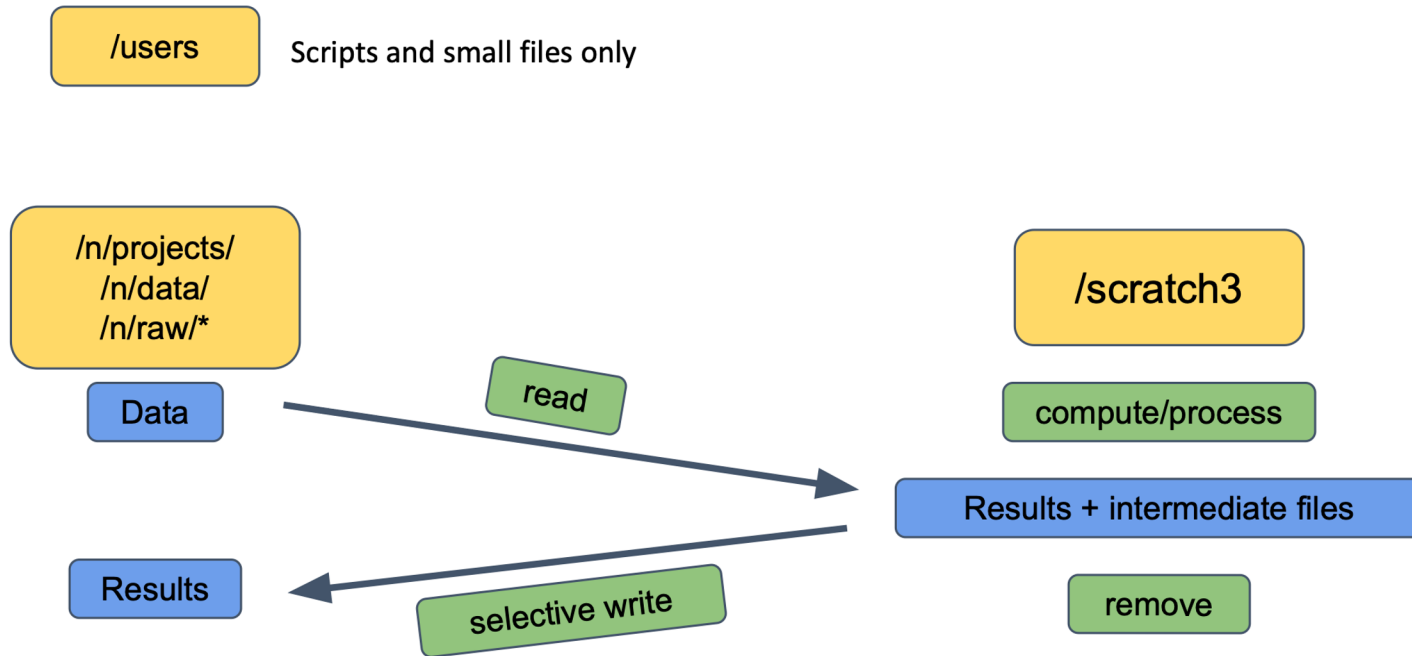 /users
Scripts and small files only
/n/projects/
/n/data/
/n/raw/*
/scratch3
Data
read
compute/process
Results + intermediate files
Results
selective write
remove